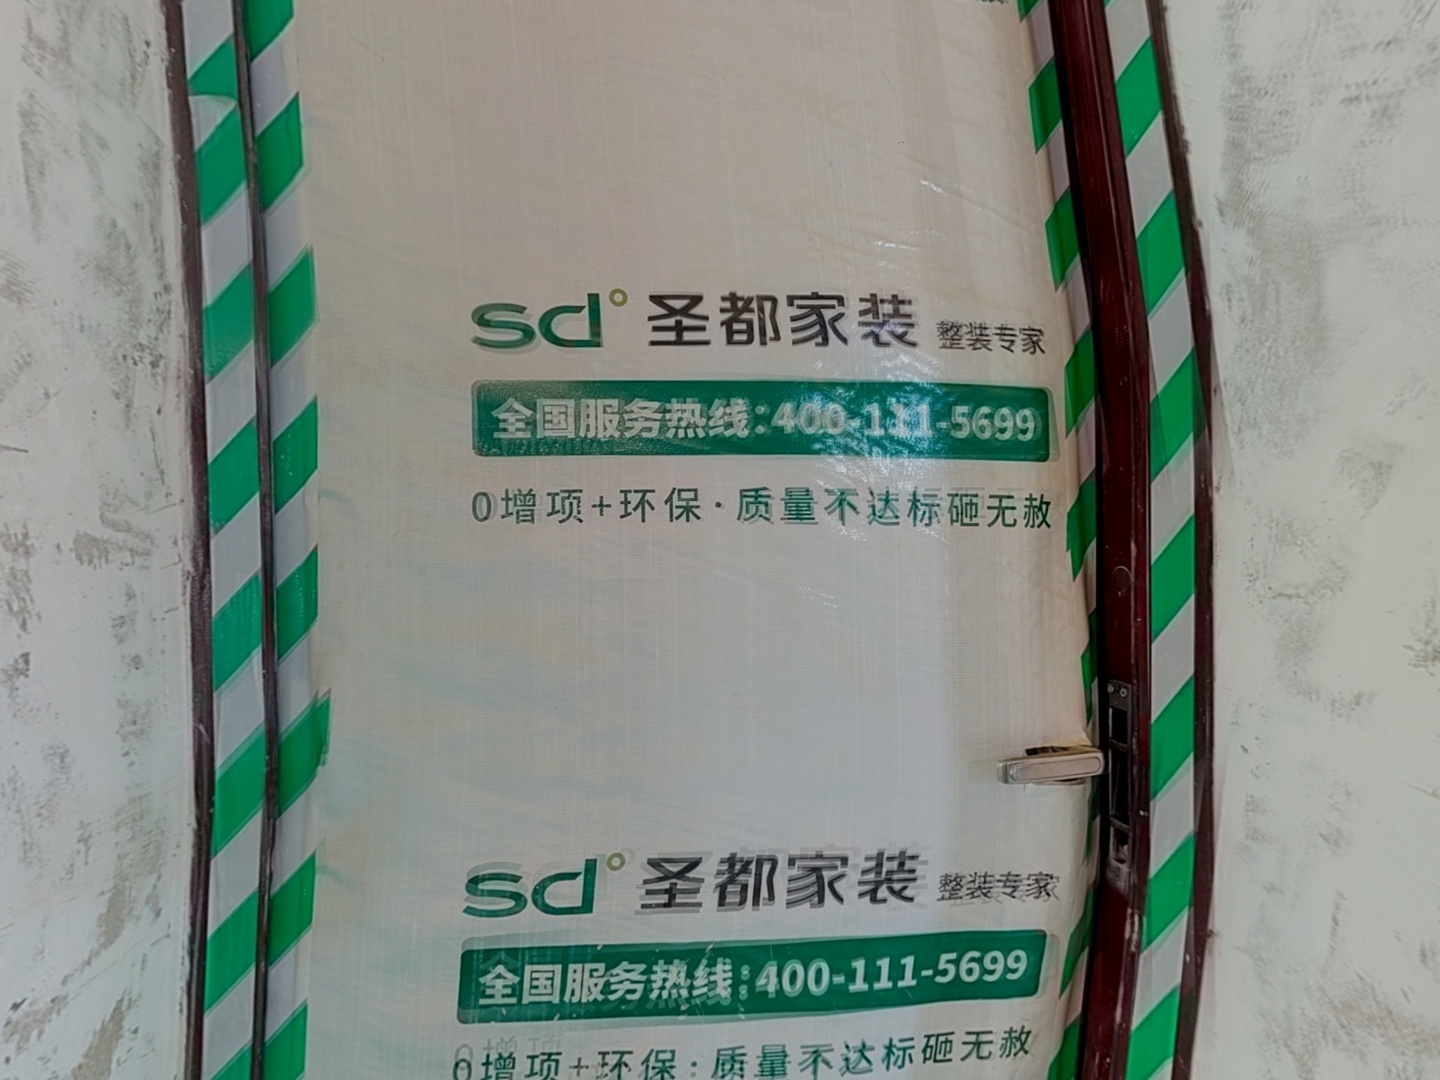 sd 圣都家装 整装专家
全国服务热线:400-111-5699
0增项+环保·质量不达标砸无赦
sd 圣都家装 整装专家
全国服务热线:400-111-5699
0增项+环保·质量不达标砸无赦